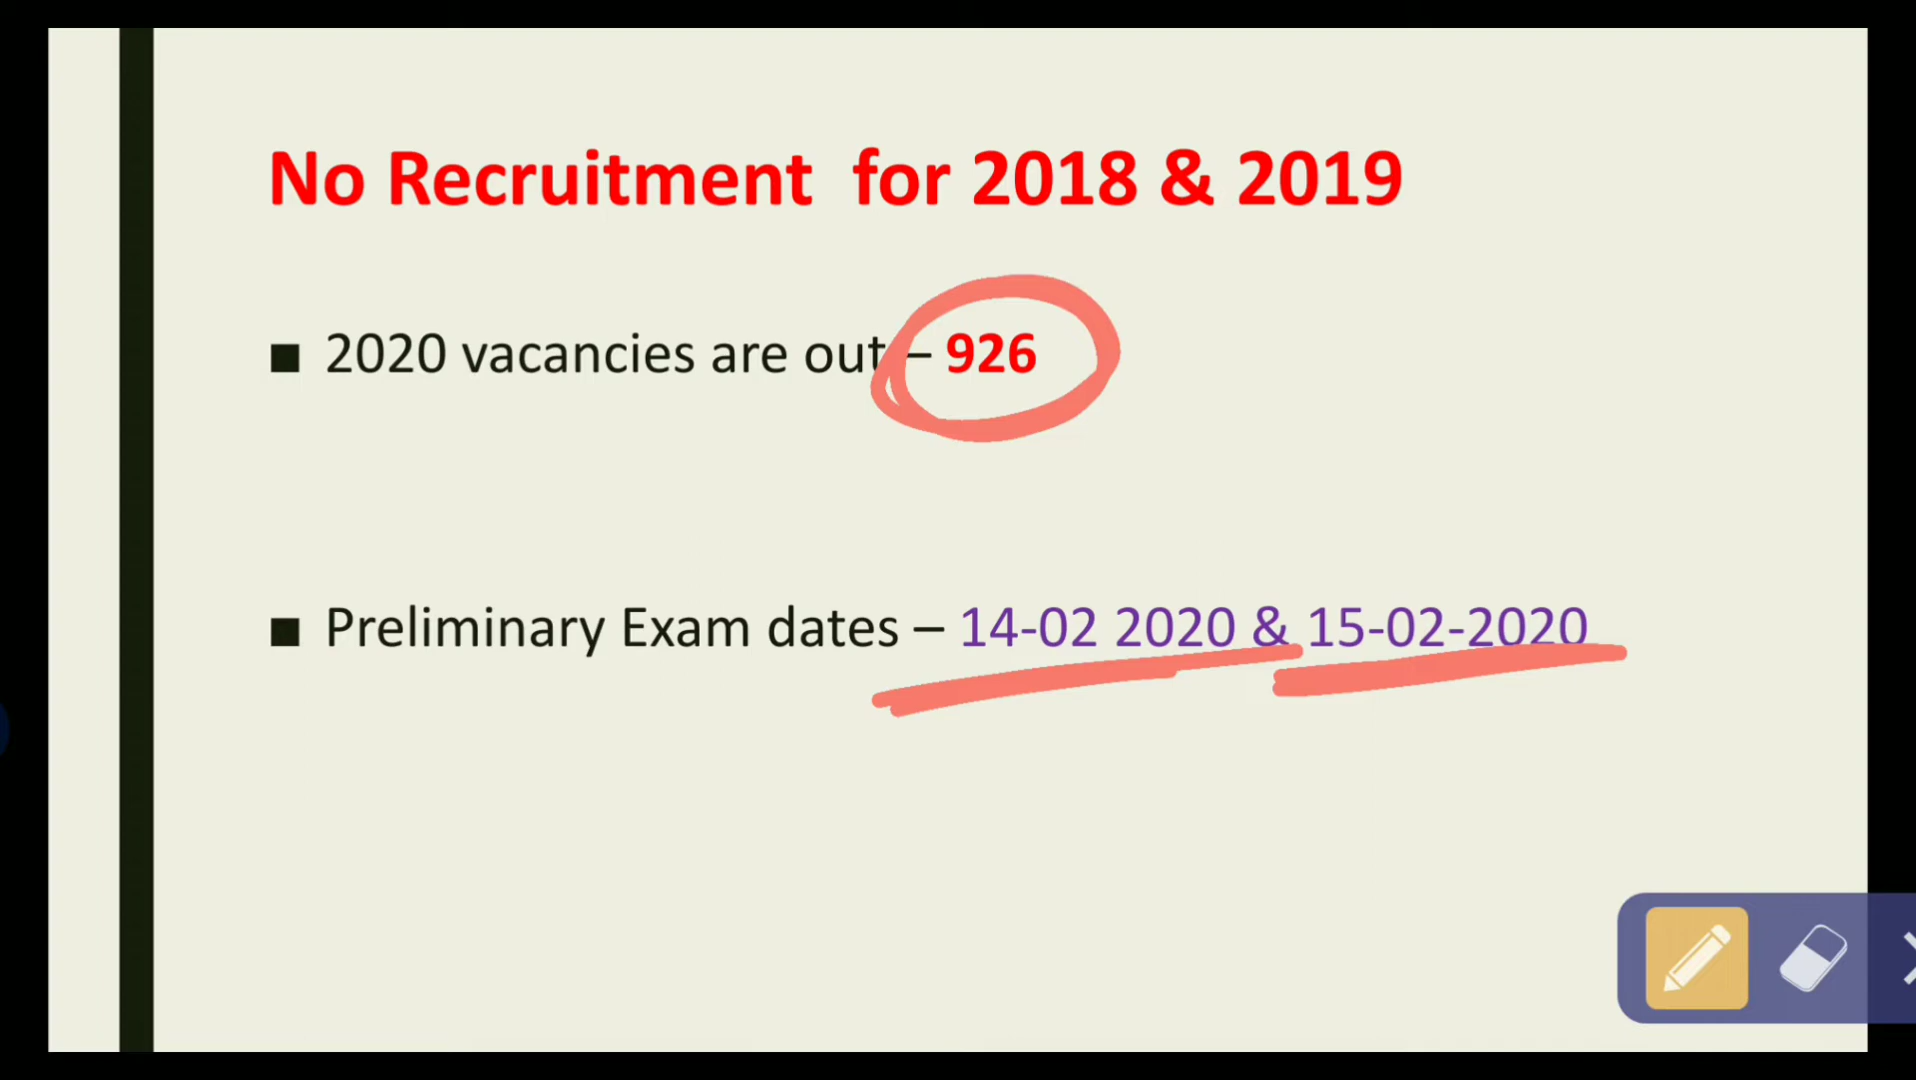 No Recruitment for 2018 & 2019
■ 2020 vacancies are out – 926
■ Preliminary Exam dates – 14-02 2020 & 15-02-2020